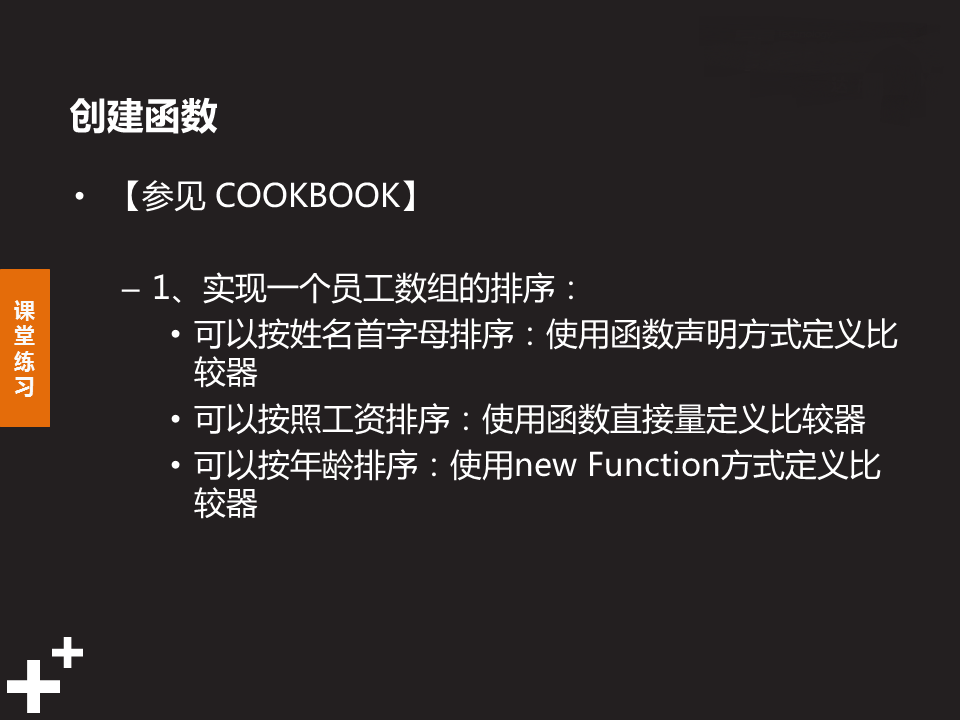 创建函数
• 【参见 COOKBOOK】
– 1、实现一个员工数组的排序：
• 可以按姓名首字母排序：使用函数声明方式定义比
较器
• 可以按照工资排序：使用函数直接量定义比较器
• 可以按年龄排序：使用new Function方式定义比
较器
课
堂
练
习